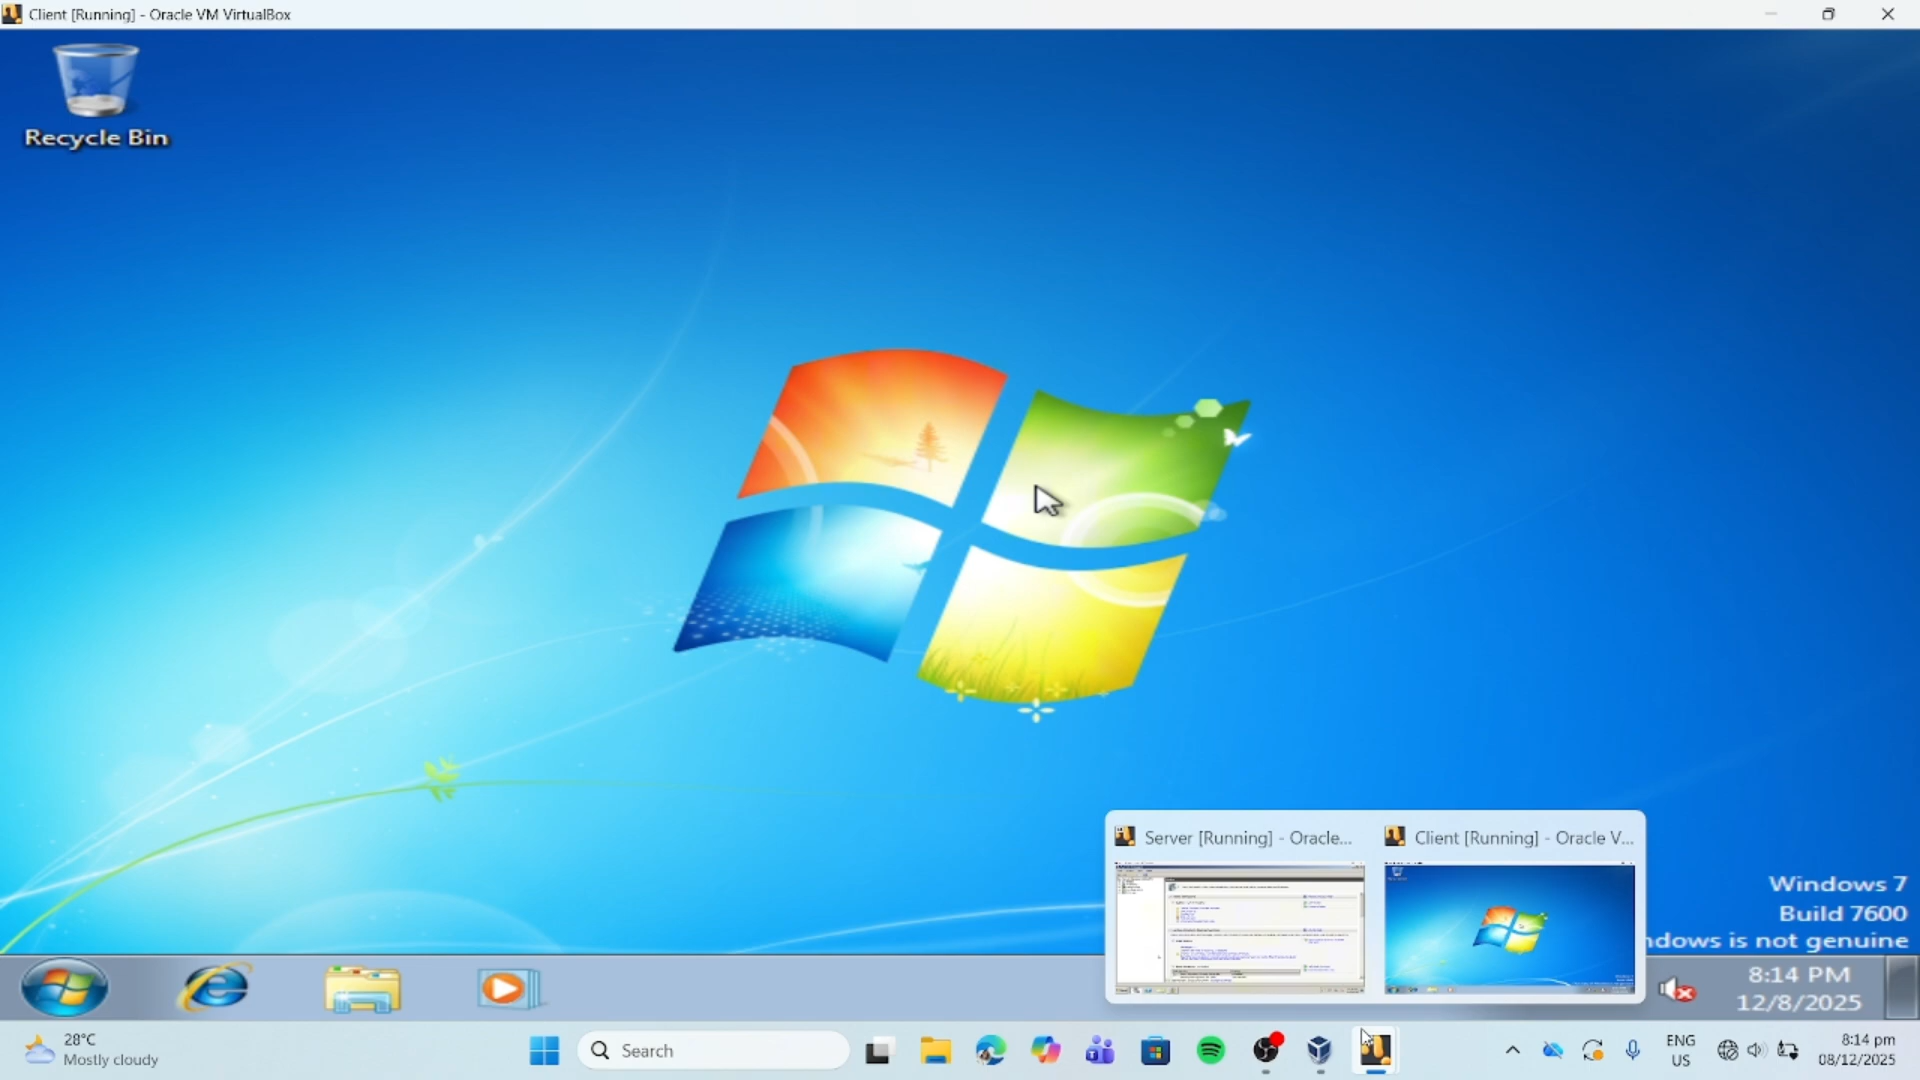 Client [Running] - Oracle VM VirtualBox
Recycle Bin
Server [Running] - Oracle...
Client [Running] - Oracle V...
Windows 7
Build 7600
ndows is not genuine
8:14 PM
12/8/2025
28°C
Mostly cloudy
Search
ENG
US
8:14 pm
08/12/2025